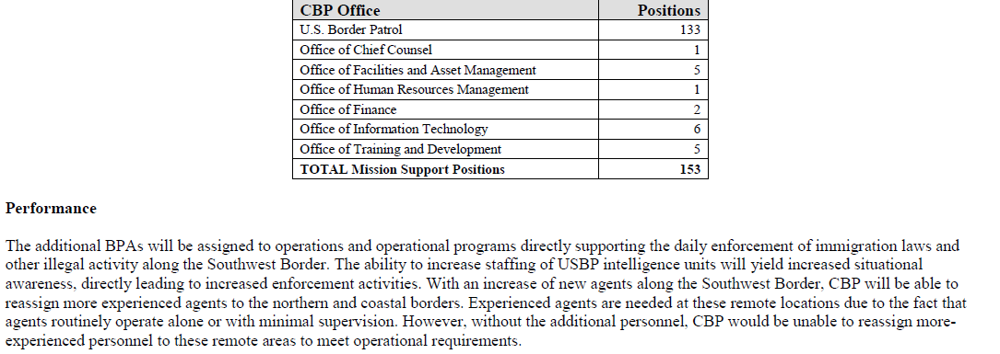 CBP Office Positions
U.S. Border Patrol 133
Office of Chief Counsel 1
Office of Facilities and Asset Management 5
Office of Human Resources Management 1
Office of Finance 2
Office of Information Technology 6
Office of Training and Development 5
TOTAL Mission Support Positions 153
Performance
The additional BPAs will be assigned to operations and operational programs directly supporting the daily enforcement of immigration laws and
other illegal activity along the Southwest Border. The ability to increase staffing of USBP intelligence units will yield increased situational
awareness, directly leading to increased enforcement activities. With an increase of new agents along the Southwest Border, CBP will be able to
reassign more experienced agents to the northern and coastal borders. Experienced agents are needed at these remote locations due to the fact that
agents routinely operate alone or with minimal supervision. However, without the additional personnel, CBP would be unable to reassign more-
experienced personnel to these remote areas to meet operational requirements.